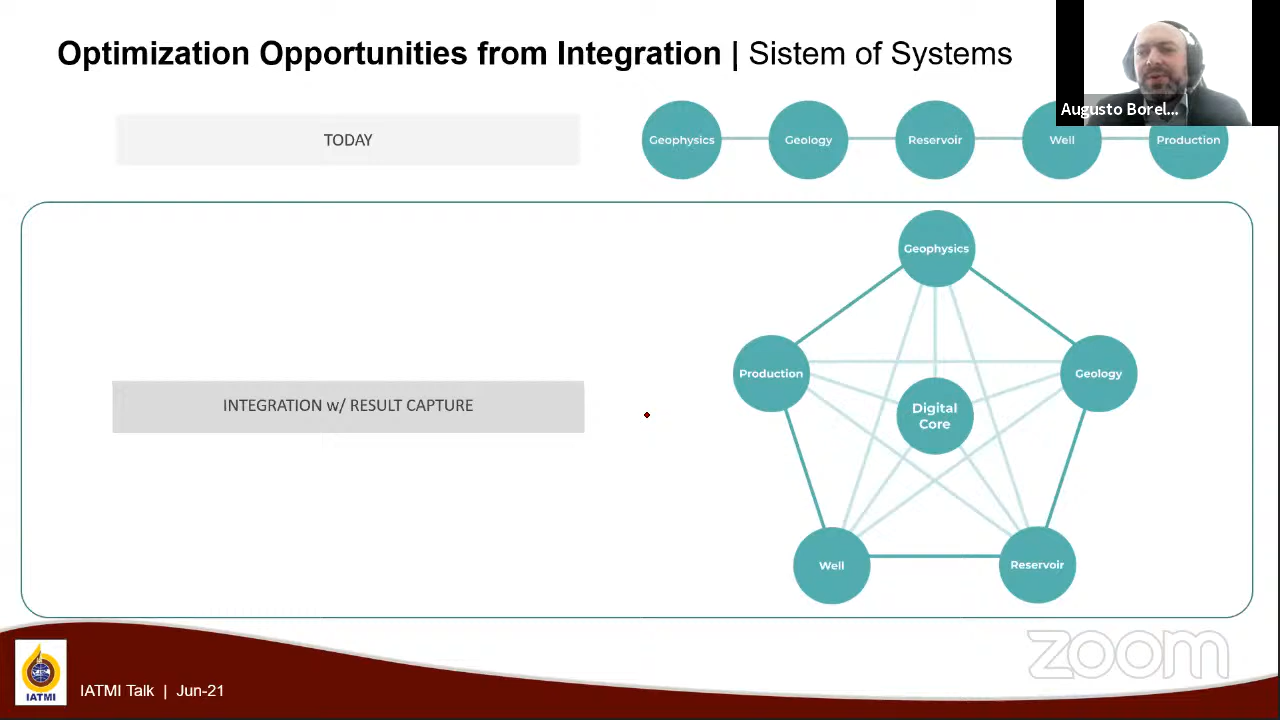 Optimization Opportunities from Integration | Sistem of Systems
Augusto Borel...
TODAY
Geophysics
Geology
Reservoir
Well
Production
Geophysics
Production
Geology
Digital
Core
INTEGRATION w/ RESULT CAPTURE
Well
Reservoir
zoom
IATMI
IATMI Talk | Jun-21